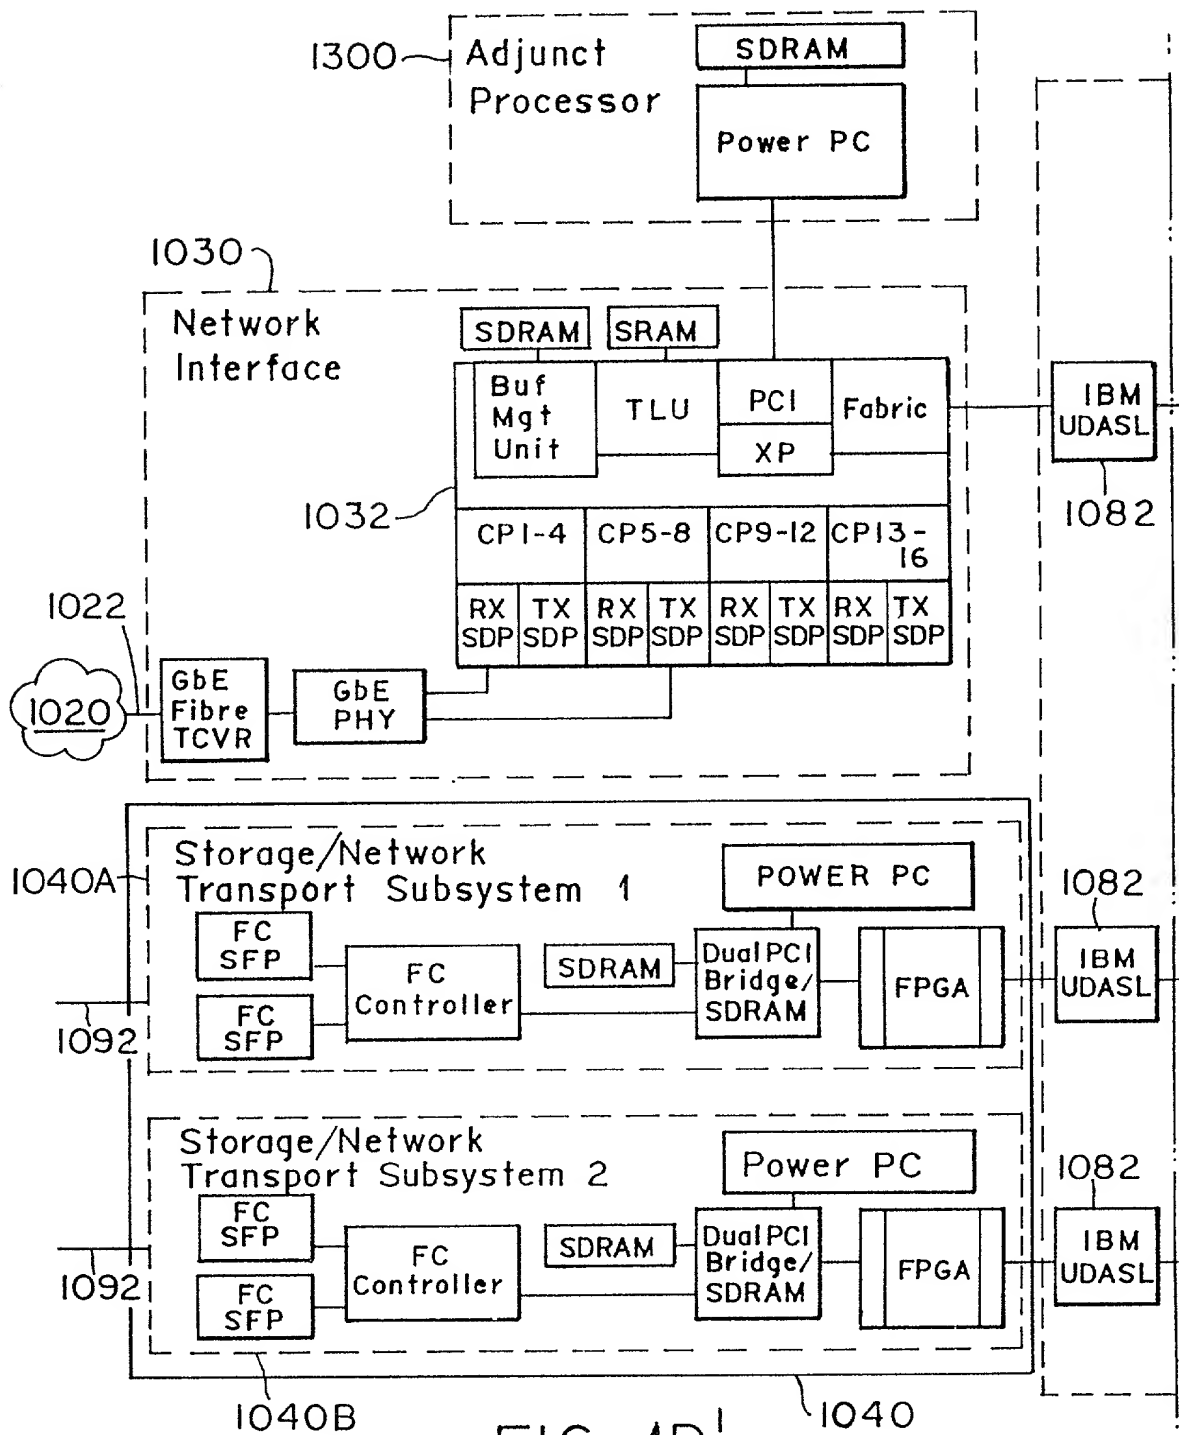 1300
Adjunct
Processor
SDRAM
Power PC
1030
Network
Interface
SDRAM
SRAM
Buf
Mgt
Unit
TLU
PCI
XP
Fabric
IBM
UDASL
1082
1032
CP1-4
CP5-8
CP9-12
CP13-
16
RX
SDP
TX
SDP
RX
SDP
TX
SDP
RX
SDP
TX
SDP
RX
SDP
TX
SDP
1022
1020
GbE
Fibre
TCVR
GbE
PHY
1040A
Storage/Network
Transport Subsystem 1
POWER PC
1082
FC
SFP
FC
SFP
FC
Controller
SDRAM
Dual PCI
Bridge/
SDRAM
FPGA
IBM
UDASL
1092
Storage/Network
Transport Subsystem 2
Power PC
1082
FC
SFP
FC
SFP
FC
Controller
SDRAM
Dual PCI
Bridge/
SDRAM
FPGA
IBM
UDASL
1092
1040B
1040